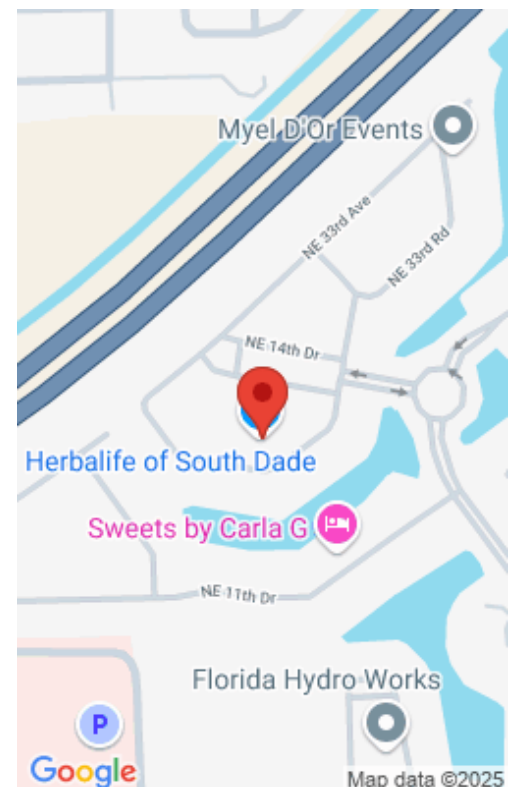 Myel D'Or Events
NE 33rd Ave
NE 33rd Rd
NE 14th Dr
Herbalife of South Dade
Sweets by Carla G
NE 11th Dr
Florida Hydro Works
P
Google
Map data ©2025